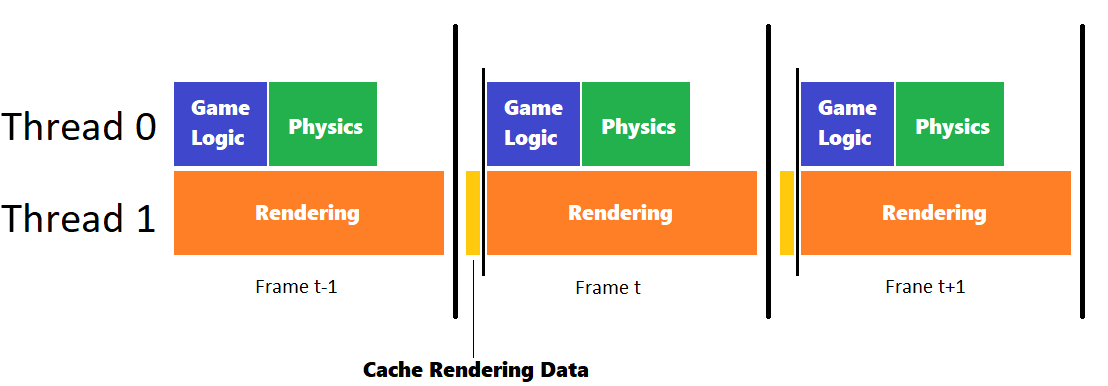 Thread 0
Game
Logic
Physics
Game
Logic
Physics
Game
Logic
Physics
Thread 1
Rendering
Rendering
Rendering
Frame t-1
Frame t
Frane t+1
Cache Rendering Data